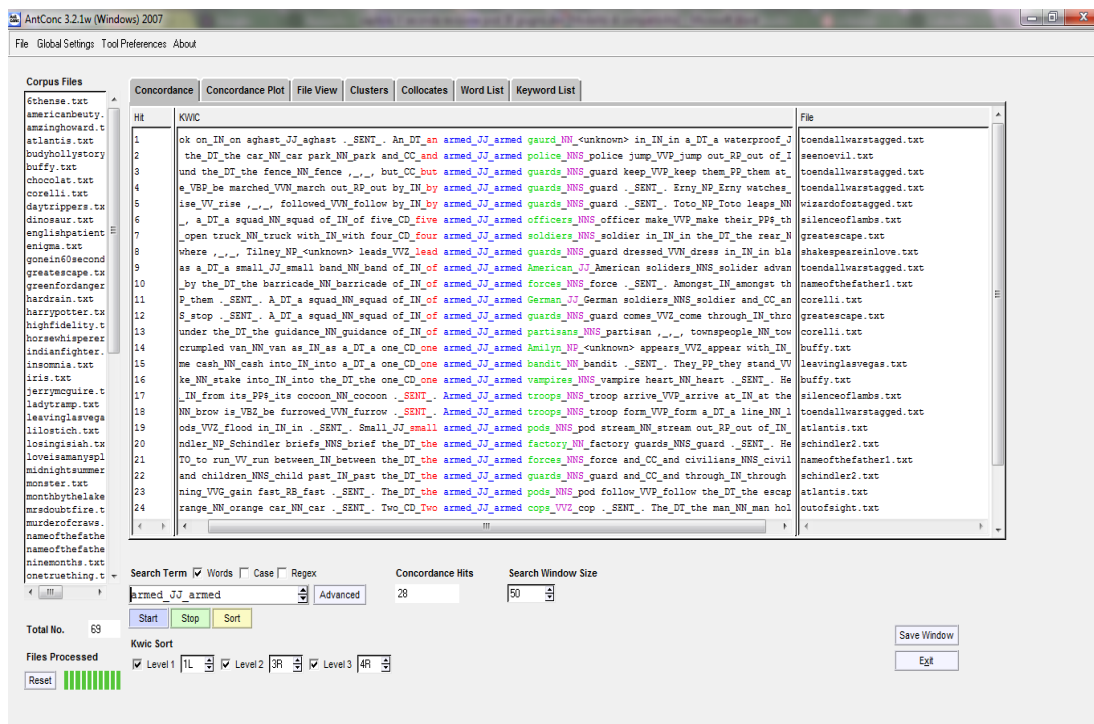 AntConc 3.2.1w (Windows) 2007
File Global Settings Tool Preferences About
Corpus Files
6thense.txt
americanbeuty.
amzinghoward.t
atlantis.txt
budyhollystory
buffy.txt
chocolat.txt
corelli.txt
daytrippers.tx
dinosaur.txt
englishpatient
enigma.txt
gonein60second
greatescape.tx
greenfordanger
hardrain.txt
harrypotter.tx
highfidelity.t
horsewhisperer
indianfighter.
insomnia.txt
iris.txt
jerrymcguire.t
ladytramp.txt
leavinglasvega
lilostich.txt
losingisiah.tx
loveisamanyspl
midnightsummer
monster.txt
monthbythelake
mrsdoubtfire.t
murderofcraws.
nameofthefathe
nameofthefathe
ninemonths.txt
onetruething.t
Total No. 69
Files Processed
Reset
Concordance Concordance Plot File View Clusters Collocates Word List Keyword List
Hit KWIC File
1 ok on_IN_on aghast_JJ_aghast ._SENT_. An_DT_an armed_JJ_armed gaurd_NN_<unknown> in_IN_in a_DT_a waterproof_J toendallwarstagged.txt
2 the_DT_the car_NN_car park_NN_park and_CC_and armed_JJ_armed police_NNS_police jump_VVP_jump out_RP_out of_I seenoevil.txt
3 und the_DT_the fence_NN_fence ,_,_, but_CC_but armed_JJ_armed guards_NNS_guard keep_VVP_keep them_PP_them at_ toendallwarstagged.txt
4 e_VBP_be marched_VVN_march out_RP_out by_IN_by armed_JJ_armed guards_NNS_guard ._SENT_. Erny_NP_Erny watches_ toendallwarstagged.txt
5 ise_VV_rise ,_,_, followed_VVN_follow by_IN_by armed_JJ_armed guards_NNS_guard ._SENT_. Toto_NP_Toto leaps_NN wizardofoztagged.txt
6 _, a_DT_a squad_NN_squad of_IN_of five_CD_five armed_JJ_armed officers_NNS_officer make_VVP_make their_PP$_th silenceoflambs.txt
7 _open truck_NN_truck with_IN_with four_CD_four armed_JJ_armed soldiers_NNS_soldier in_IN_in the_DT_the rear_N greatescape.txt
8 where ,_,_, Tilney_NP_<unknown> leads_VVZ_lead armed_JJ_armed guards_NNS_guard dressed_VVN_dress in_IN_in bla shakespeareinlove.txt
9 as a_DT_a small_JJ_small band_NN_band of_IN_of armed_JJ_armed American_JJ_American soliders_NNS_solider advan toendallwarstagged.txt
10 _by the_DT_the barricade_NN_barricade of_IN_of armed_JJ_armed forces_NNS_force ._SENT_. Amongst_IN_amongst th nameofthefather1.txt
11 P_them ._SENT_. A_DT_a squad_NN_squad of_IN_of armed_JJ_armed German_JJ_German soldiers_NNS_soldier and_CC_an corelli.txt
12 S_stop ._SENT_. A_DT_a squad_NN_squad of_IN_of armed_JJ_armed guards_NNS_guard comes_VVZ_come through_IN_thro greatescape.txt
13 under the_DT_the guidance_NN_guidance of_IN_of armed_JJ_armed partisans_NNS_partisan ,_,_, townspeople_NN_tow corelli.txt
14 crumpled van_NN_van as_IN_as a_DT_a one_CD_one armed_JJ_armed Amilyn_NP_<unknown> appears_VVZ_appear with_IN_ buffy.txt
15 me cash_NN_cash into_IN_into a_DT_a one_CD_one armed_JJ_armed bandit_NN_bandit ._SENT_. They_PP_they stand_VV leavinglasvegas.txt
16 ke_NN_stake into_IN_into the_DT_the one_CD_one armed_JJ_armed vampires_NNS_vampire heart_NN_heart ._SENT_. He buffy.txt
17 _IN_from its_PP$_its cocoon_NN_cocoon ._SENT_. Armed_JJ_armed troops_NNS_troop arrive_VVP_arrive at_IN_at the silenceoflambs.txt
18 NN_brow is_VBZ_be furrowed_VVN_furrow ._SENT_. Armed_JJ_armed troops_NNS_troop form_VVP_form a_DT_a line_NN_l toendallwarstagged.txt
19 ods_VVZ_flood in_IN_in ._SENT_. Small_JJ_small armed_JJ_armed pods_NNS_pod stream_NN_stream out_RP_out of_IN_ atlantis.txt
20 ndler_NP_Schindler briefs_NNS_brief the_DT_the armed_JJ_armed factory_NN_factory guards_NNS_guard ._SENT_. He schindler2.txt
21 TO_to run_VV_run between_IN_between the_DT_the armed_JJ_armed forces_NNS_force and_CC_and civilians_NNS_civil nameofthefather1.txt
22 and children_NNS_child past_IN_past the_DT_the armed_JJ_armed guards_NNS_guard and_CC_and through_IN_through schindler2.txt
23 ning_VVG_gain fast_RB_fast ._SENT_. The_DT_the armed_JJ_armed pods_NNS_pod follow_VVP_follow the_DT_the escap atlantis.txt
24 range_NN_orange car_NN_car ._SENT_. Two_CD_Two armed_JJ_armed cops_VVZ_cop ._SENT_. The_DT_the man_NN_man hol outofsight.txt
Search Term Words Case Regex Concordance Hits Search Window Size
armed_JJ_armed Advanced 28 50
Start Stop Sort
Kwic Sort
Level 1 1L Level 2 3R Level 3 4R
Save Window
Exit